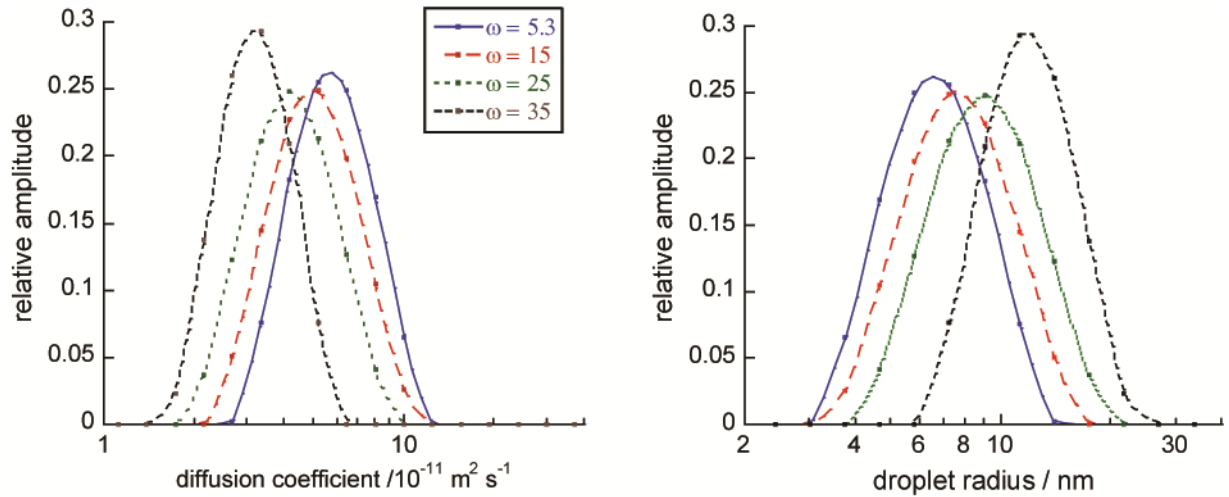 0.3
0.25
0.2
0.15
0.1
0.05
0
relative amplitude
1
10
diffusion coefficient /10⁻¹¹ m² s⁻¹
ω = 5.3
ω = 15
ω = 25
ω = 35
0.3
0.25
0.2
0.15
0.1
0.05
0
relative amplitude
2
4
6
8
10
30
droplet radius / nm